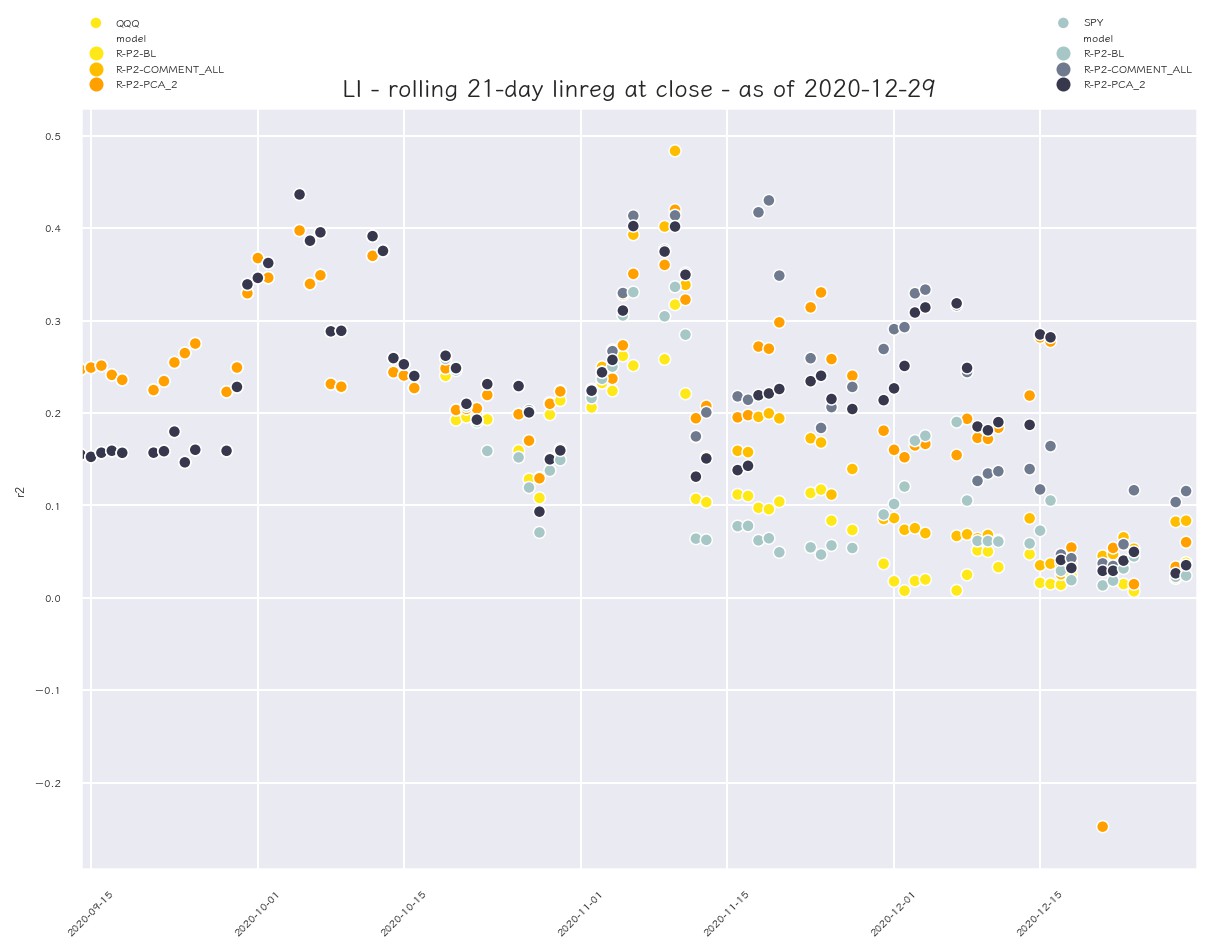 QQQ
model
R-P2-BL
R-P2-COMMENT_ALL
R-P2-PCA_2
SPY
model
R-P2-BL
R-P2-COMMENT_ALL
R-P2-PCA_2
LI - rolling 21-day linreg at close - as of 2020-12-29
0.5
0.4
0.3
0.2
0.1
0.0
−0.1
−0.2
r2
2020-09-15
2020-10-01
2020-10-15
2020-11-01
2020-11-15
2020-12-01
2020-12-15